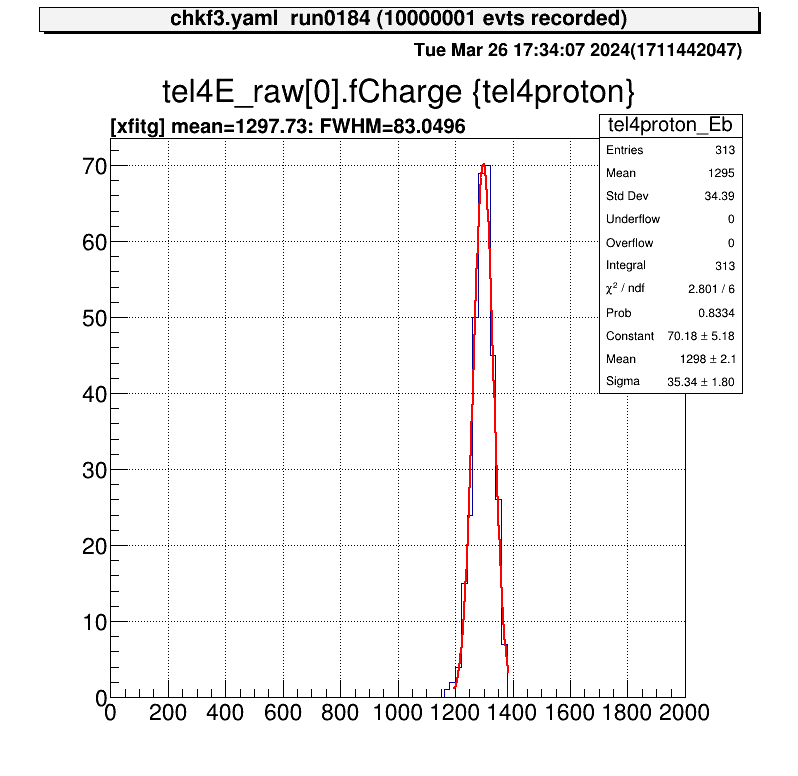 chkf3.yaml run0184 (10000001 evts recorded)
Tue Mar 26 17:34:07 2024(1711442047)
tel4E_raw[0].fCharge {tel4proton}
[xfitg] mean=1297.73: FWHM=83.0496
tel4proton_Eb
Entries 313
Mean 1295
Std Dev 34.39
Underflow 0
Overflow 0
Integral 313
χ² / ndf 2.801 / 6
Prob 0.8334
Constant 70.18 ± 5.18
Mean 1298 ± 2.1
Sigma 35.34 ± 1.80
70
60
50
40
30
20
10
0
0 200 400 600 800 1000 1200 1400 1600 1800 2000